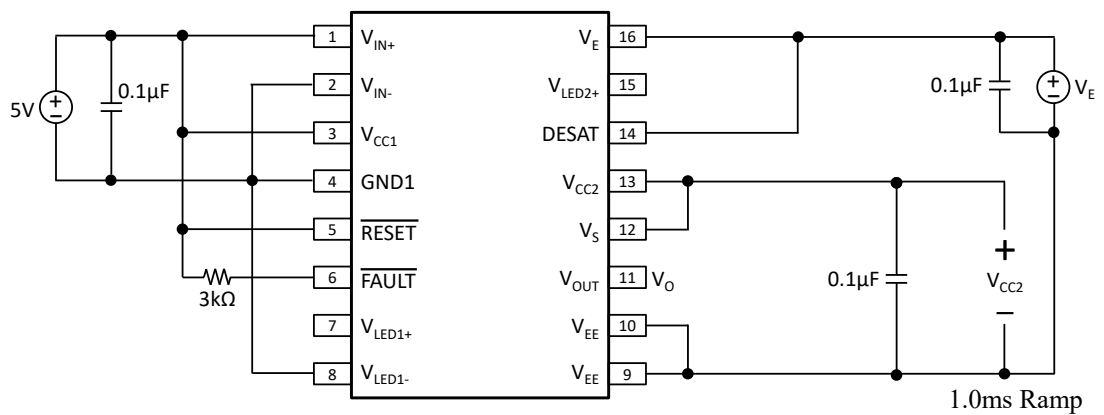 1 V_IN+ V_E 16
0.1μF 2 V_IN- V_LED2+ 15 0.1μF V_E
5V 3 V_CC1 DESAT 14
4 GND1 V_CC2 13
5 RESET V_S 12 +
6 FAULT V_OUT 11 V_O 0.1μF V_CC2
3kΩ
7 V_LED1+ V_EE 10 −
8 V_LED1- V_EE 9
1.0ms Ramp